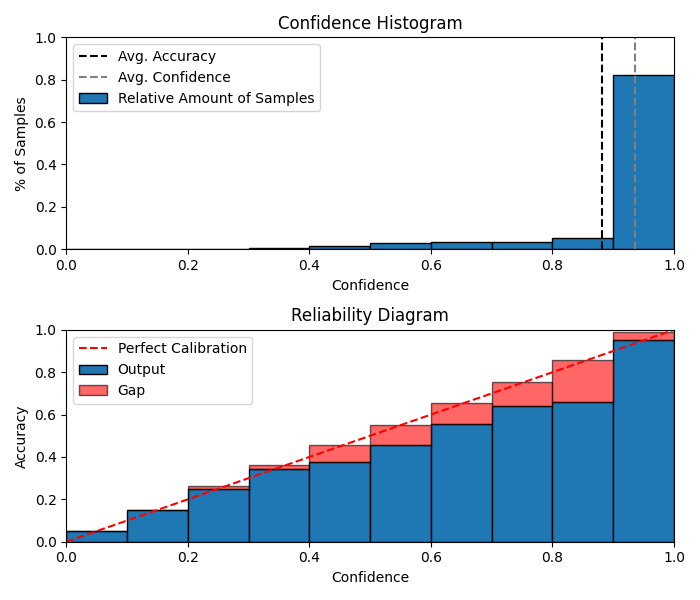 Confidence Histogram
1.0
0.8
0.6
0.4
0.2
0.0
% of Samples
Avg. Accuracy
Avg. Confidence
Relative Amount of Samples
0.0 0.2 0.4 0.6 0.8 1.0
Confidence
Reliability Diagram
1.0
0.8
0.6
0.4
0.2
0.0
Accuracy
Perfect Calibration
Output
Gap
0.0 0.2 0.4 0.6 0.8 1.0
Confidence